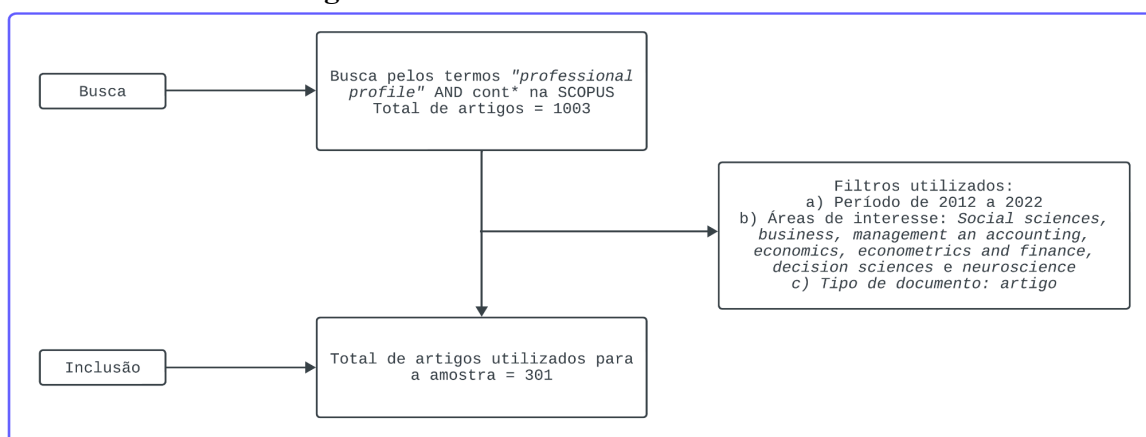 Busca
Busca pelos termos "professional
profile" AND cont* na SCOPUS
Total de artigos = 1003
Filtros utilizados:
a) Período de 2012 a 2022
b) Áreas de interesse: Social sciences,
business, management an accounting,
economics, econometrics and finance,
decision sciences e neuroscience
c) Tipo de documento: artigo
Inclusão
Total de artigos utilizados para
a amostra = 301